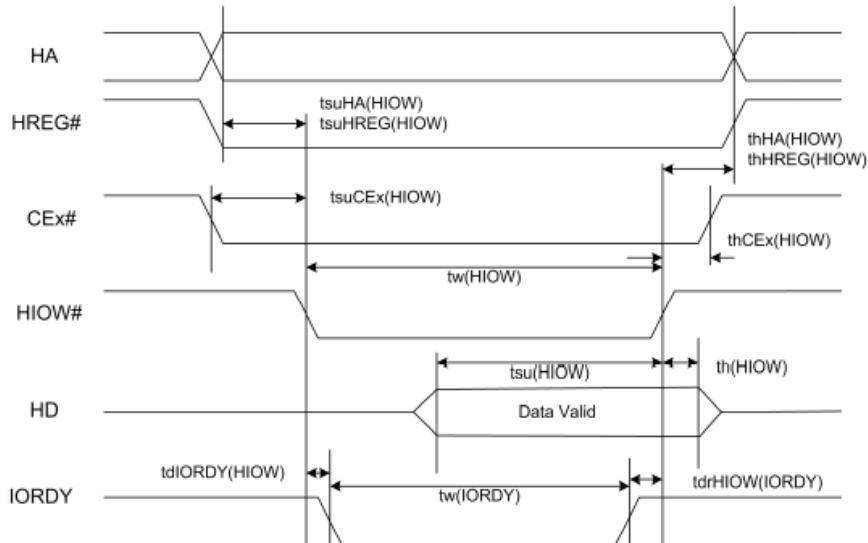 HA
tsuHA(HIOW)
HREG#
tsuHREG(HIOW)
thHA(HIOW)
thHREG(HIOW)
tsuCEx(HIOW)
CEx#
thCEx(HIOW)
tw(HIOW)
HIOW#
tsu(HIOW)
th(HIOW)
HD
Data Valid
tdIORDY(HIOW)
IORDY
tw(IORDY)
tdrHIOW(IORDY)